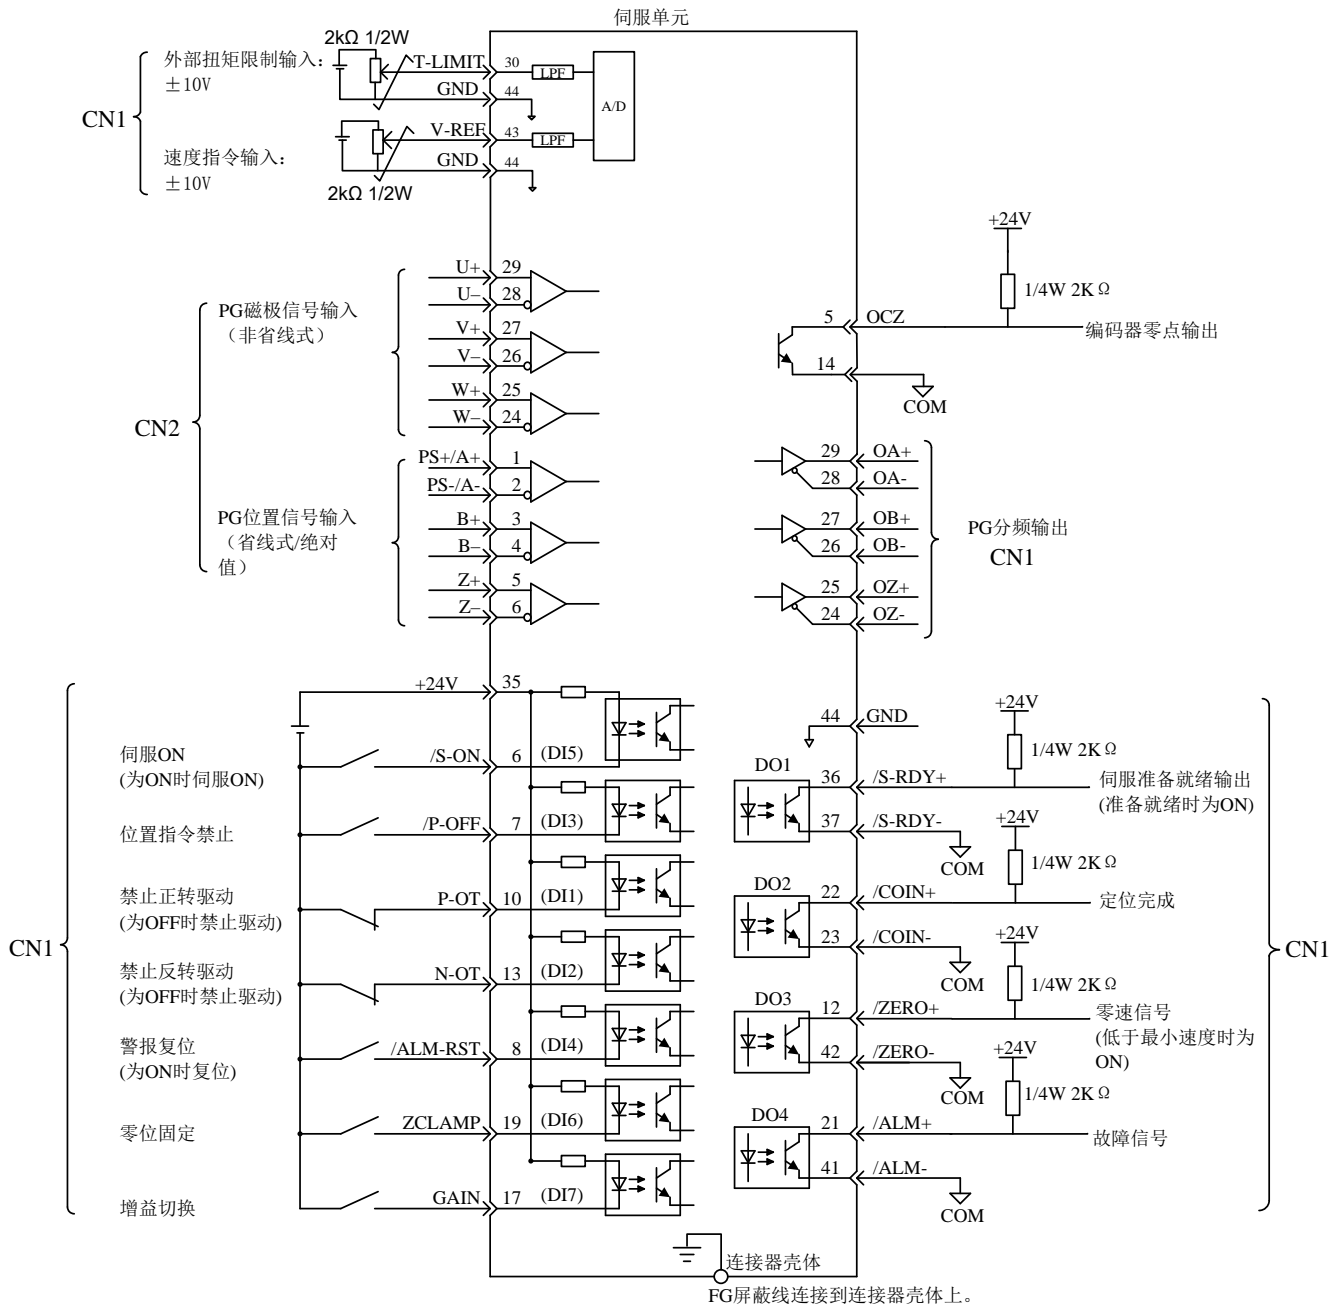 伺服单元
CN1
外部扭矩限制输入:
±10V
2kΩ 1/2W
T-LIMIT
30
LPF
GND
44
A/D
速度指令输入:
±10V
V-REF
43
LPF
GND
44
2kΩ 1/2W
CN2
PG磁极信号输入
（非省线式）
U+
29
U–
28
V+
27
V–
26
W+
25
W–
24
PG位置信号输入
（省线式/绝对
值）
PS+/A+
1
PS-/A-
2
B+
3
B–
4
Z+
5
Z–
6
+24V
1/4W 2KΩ
5
OCZ
编码器零点输出
14
COM
29
OA+
28
OA-
27
OB+
26
OB-
25
OZ+
24
OZ-
PG分频输出
CN1
CN1
+24V
35
伺服ON
(为ON时伺服ON)
/S-ON
6
(DI5)
位置指令禁止
/P-OFF
7
(DI3)
禁止正转驱动
(为OFF时禁止驱动)
P-OT
10
(DI1)
禁止反转驱动
(为OFF时禁止驱动)
N-OT
13
(DI2)
警报复位
(为ON时复位)
/ALM-RST
8
(DI4)
零位固定
ZCLAMP
19
(DI6)
增益切换
GAIN
17
(DI7)
44
GND
+24V
1/4W 2KΩ
DO1
36
/S-RDY+
伺服准备就绪输出
(准备就绪时为ON)
37
/S-RDY-
COM
+24V
1/4W 2KΩ
DO2
22
/COIN+
定位完成
23
/COIN-
COM
+24V
1/4W 2KΩ
DO3
12
/ZERO+
零速信号
(低于最小速度时为
ON)
42
/ZERO-
COM
+24V
1/4W 2KΩ
DO4
21
/ALM+
故障信号
41
/ALM-
COM
CN1
连接器壳体
FG屏蔽线连接到连接器壳体上。